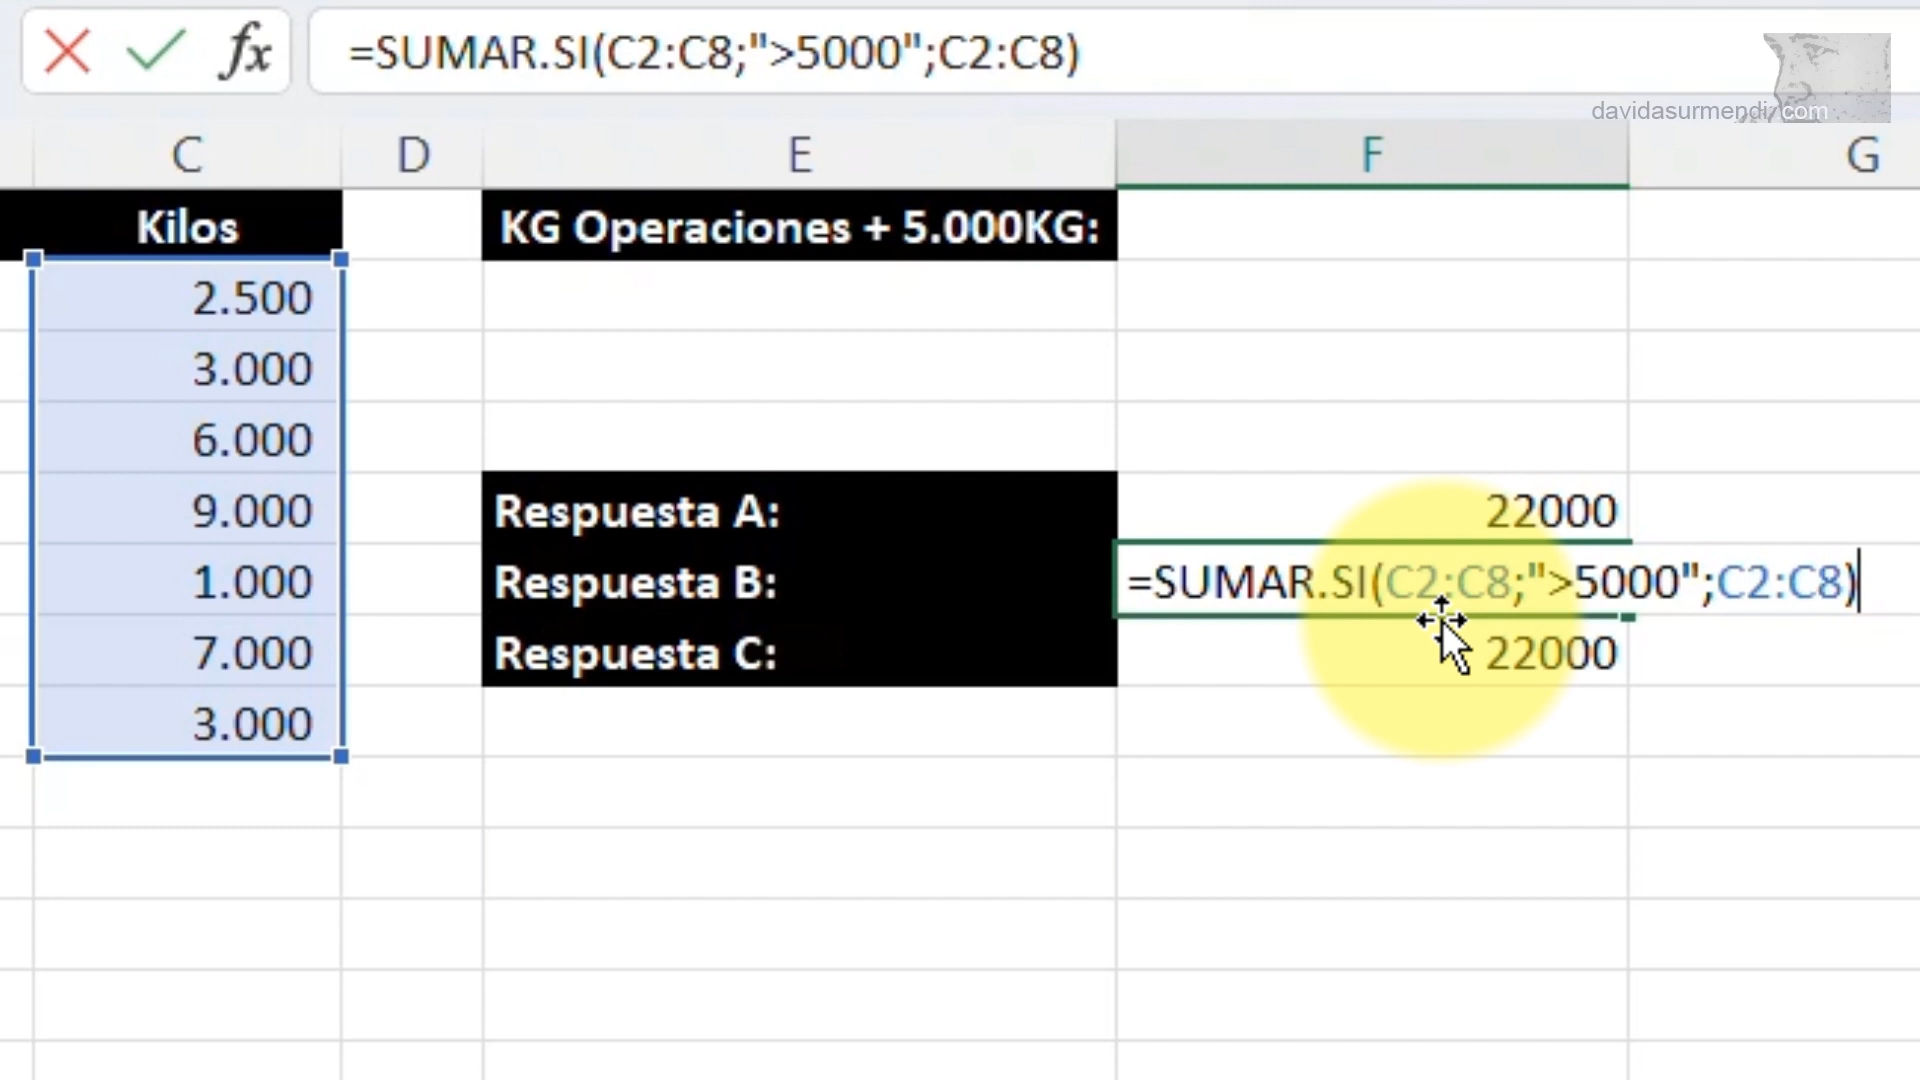 fx =SUMAR.SI(C2:C8;">5000";C2:C8)
davidasurmendi.com
C D E F G
Kilos KG Operaciones + 5.000KG:
2.500
3.000
6.000
9.000 Respuesta A: 22000
1.000 Respuesta B: =SUMAR.SI(C2:C8;">5000";C2:C8)
7.000 Respuesta C: 22000
3.000